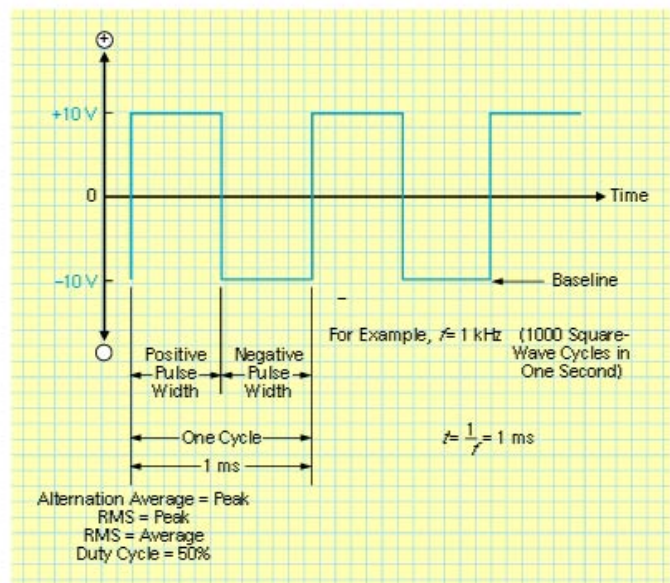 +
+10 V
0
Time
−10 V
Baseline
−
For Example, f= 1 kHz (1000 Square-
Wave Cycles in
One Second)
Positive
Pulse
Width
Negative
Pulse
Width
One Cycle
1 ms
t= 1/f = 1 ms
Alternation Average = Peak
RMS = Peak
RMS = Average
Duty Cycle = 50%